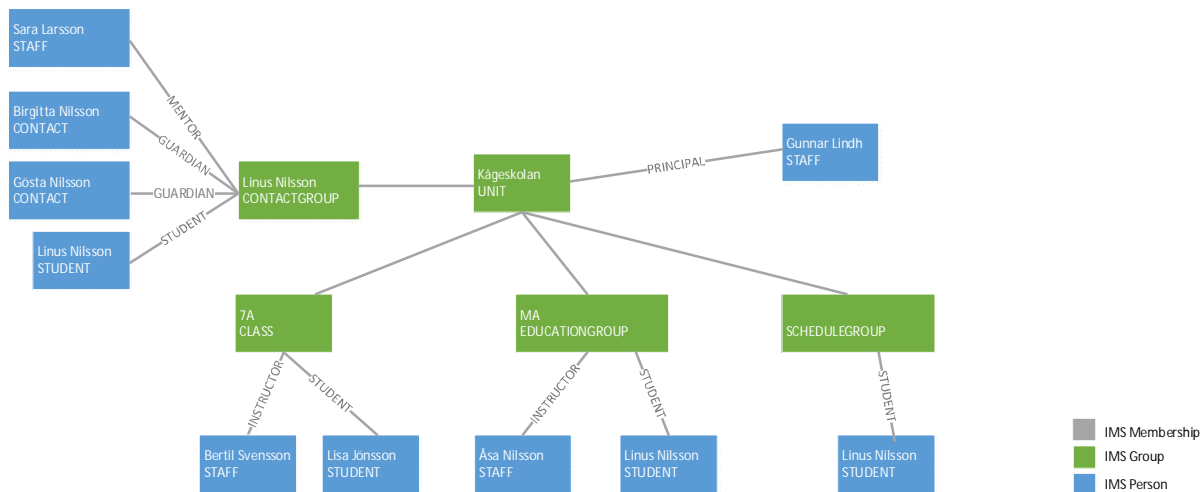 Sara Larsson
STAFF
MENTOR
Birgitta Nilsson
CONTACT
GUARDIAN
Gösta Nilsson
CONTACT
GUARDIAN
Linus Nilsson
STUDENT
STUDENT
Linus Nilsson
CONTACTGROUP
Kågeskolan
UNIT
PRINCIPAL
Gunnar Lindh
STAFF
7A
CLASS
MA
EDUCATIONGROUP
SCHEDULEGROUP
INSTRUCTOR
STUDENT
INSTRUCTOR
STUDENT
STUDENT
Bertil Svensson
STAFF
Lisa Jönsson
STUDENT
Åsa Nilsson
STAFF
Linus Nilsson
STUDENT
Linus Nilsson
STUDENT
IMS Membership
IMS Group
IMS Person